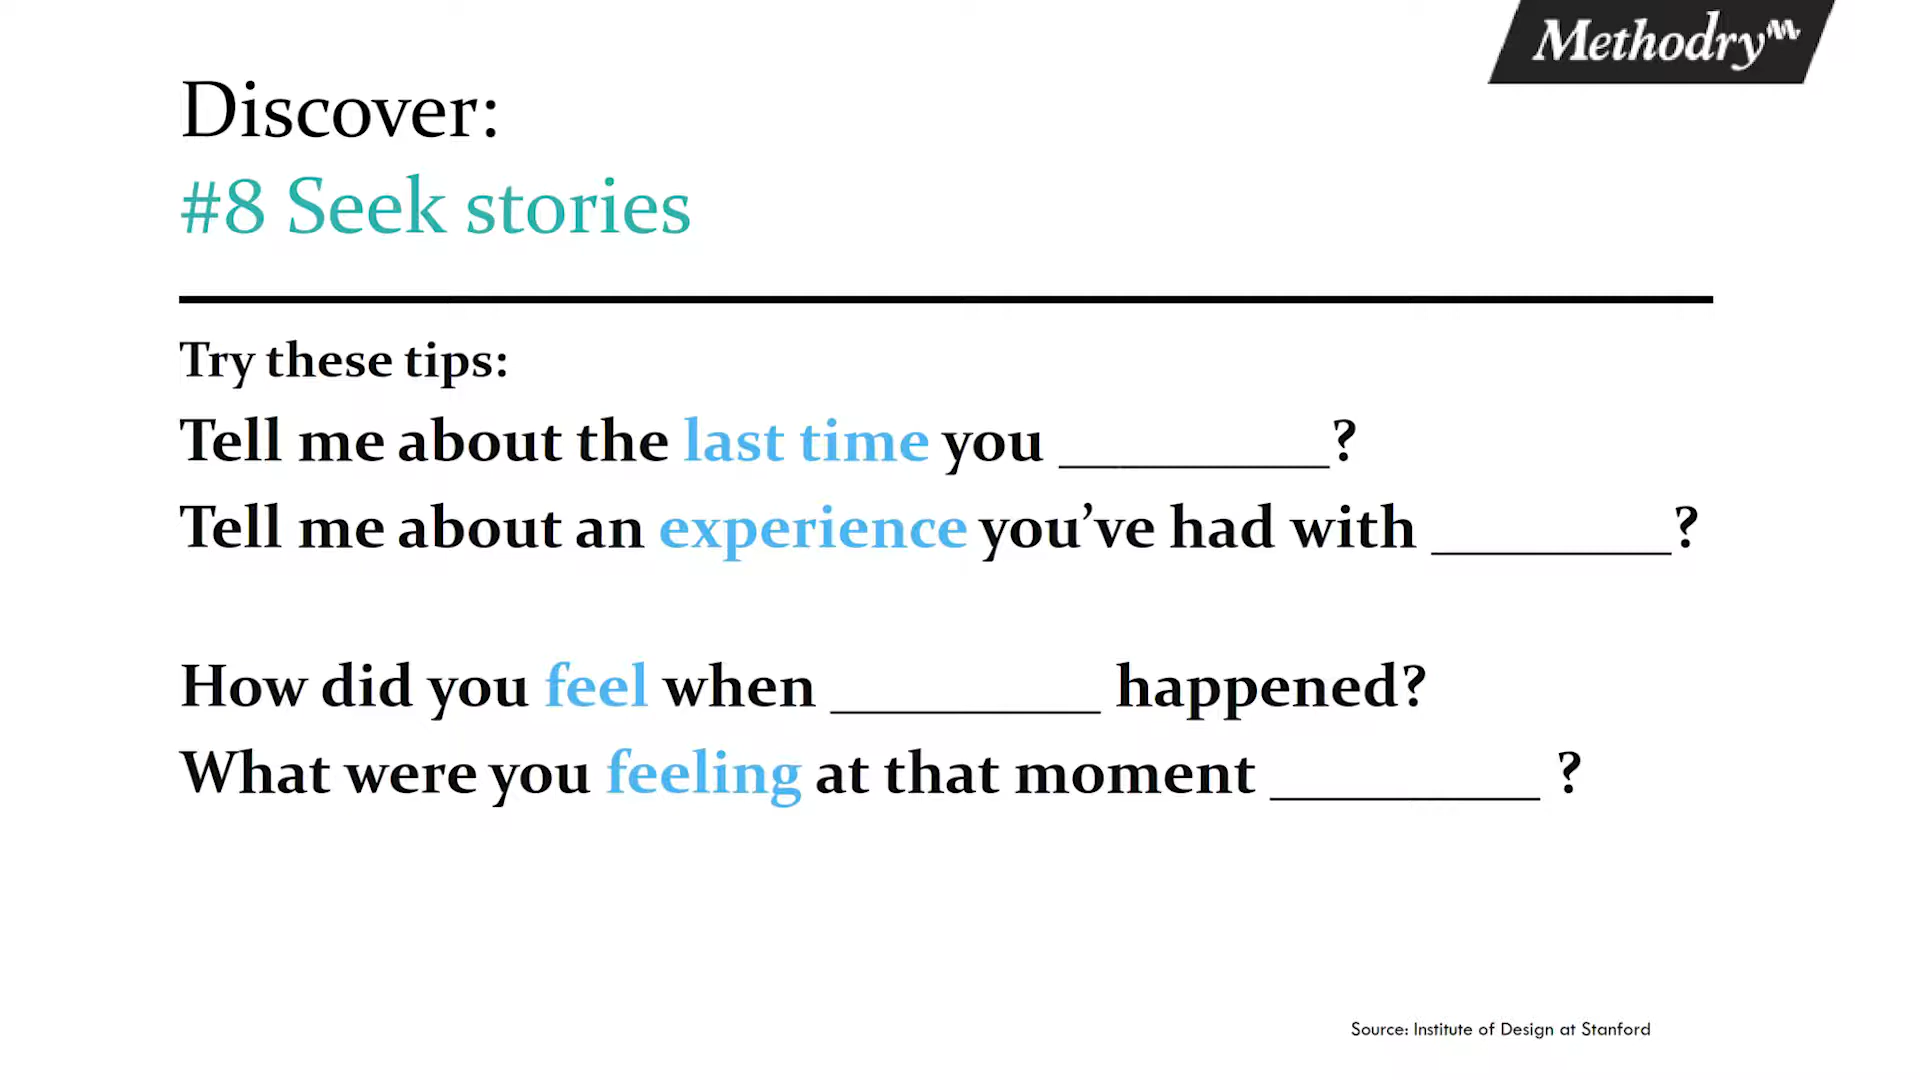 Methodry
Discover:
#8 Seek stories
Try these tips:
Tell me about the last time you _________?
Tell me about an experience you’ve had with ________?
How did you feel when _________ happened?
What were you feeling at that moment _________ ?
Source: Institute of Design at Stanford